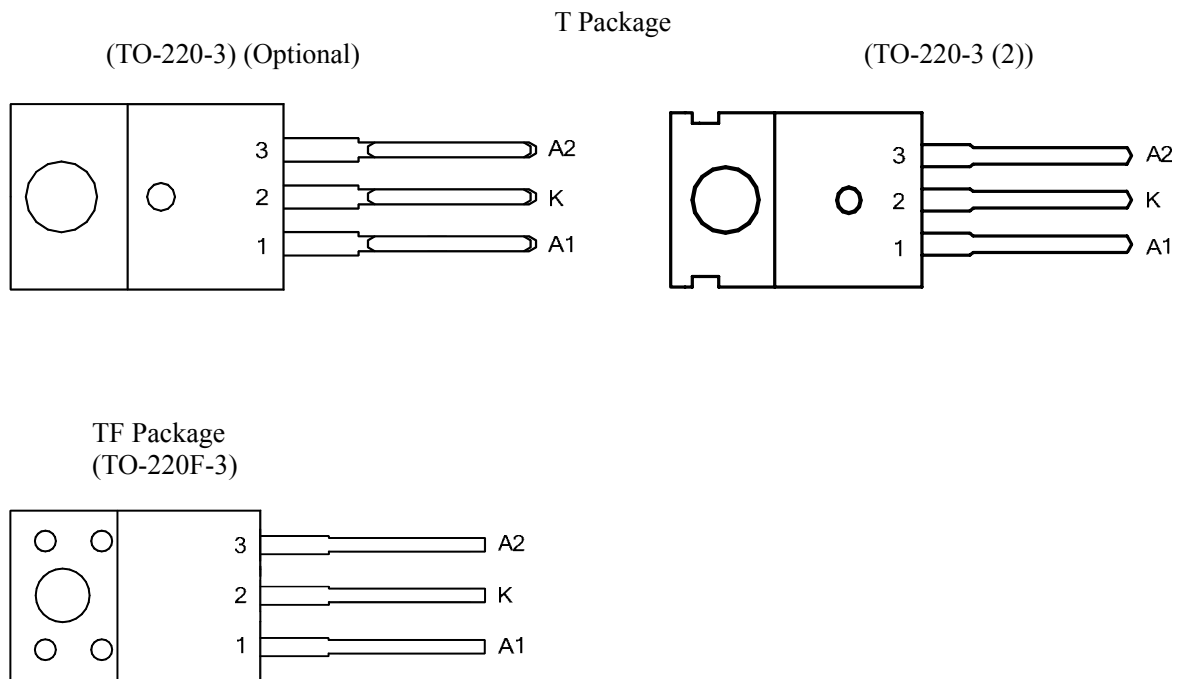 T Package
(TO-220-3) (Optional)
(TO-220-3 (2))
3 A2
2 K
1 A1
3 A2
2 K
1 A1
TF Package
(TO-220F-3)
3 A2
2 K
1 A1